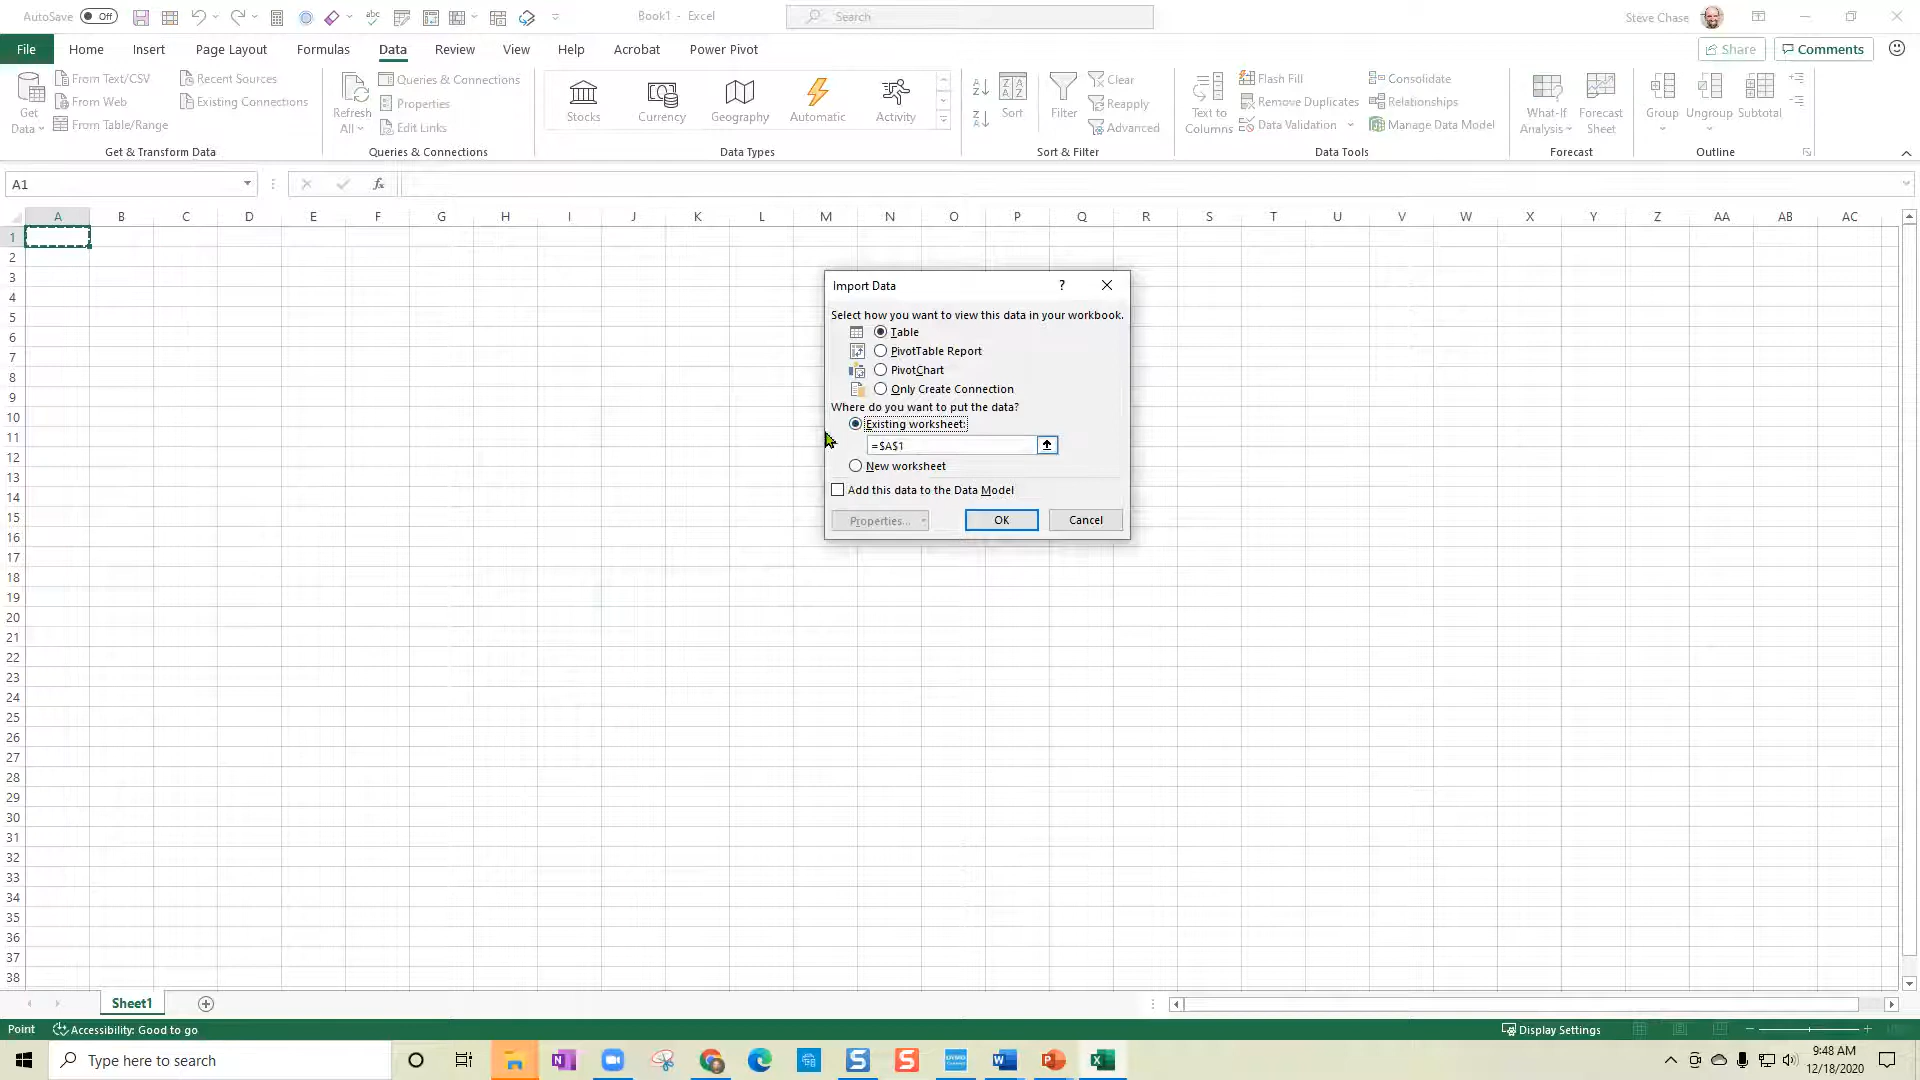 AutoSave Off
Book1 - Excel
Search
Steve Chase
File Home Insert Page Layout Formulas Data Review View Help Acrobat Power Pivot
Share Comments
Get Data
From Text/CSV
From Web
From Table/Range
Recent Sources
Existing Connections
Get & Transform Data
Refresh All
Queries & Connections
Properties
Edit Links
Queries & Connections
Stocks Currency Geography Automatic Activity
Data Types
Sort
Filter
Clear
Reapply
Advanced
Sort & Filter
Text to Columns
Flash Fill
Remove Duplicates
Data Validation
Consolidate
Relationships
Manage Data Model
Data Tools
What-If Analysis
Forecast Sheet
Forecast
Group Ungroup Subtotal
Outline
A1
fx
A B C D E F G H I J K L M N O P Q R S T U V W X Y Z AA AB AC
1
2
3
4
5
6
7
8
9
10
11
12
13
14
15
16
17
18
19
20
21
22
23
24
25
26
27
28
29
30
31
32
33
34
35
36
37
38
Import Data ?
Select how you want to view this data in your workbook.
Table
PivotTable Report
PivotChart
Only Create Connection
Where do you want to put the data?
Existing worksheet:
=$A$1
New worksheet
Add this data to the Data Model
Properties...
OK
Cancel
Sheet1
Point
Accessibility: Good to go
Display Settings
Type here to search
9:48 AM
12/18/2020